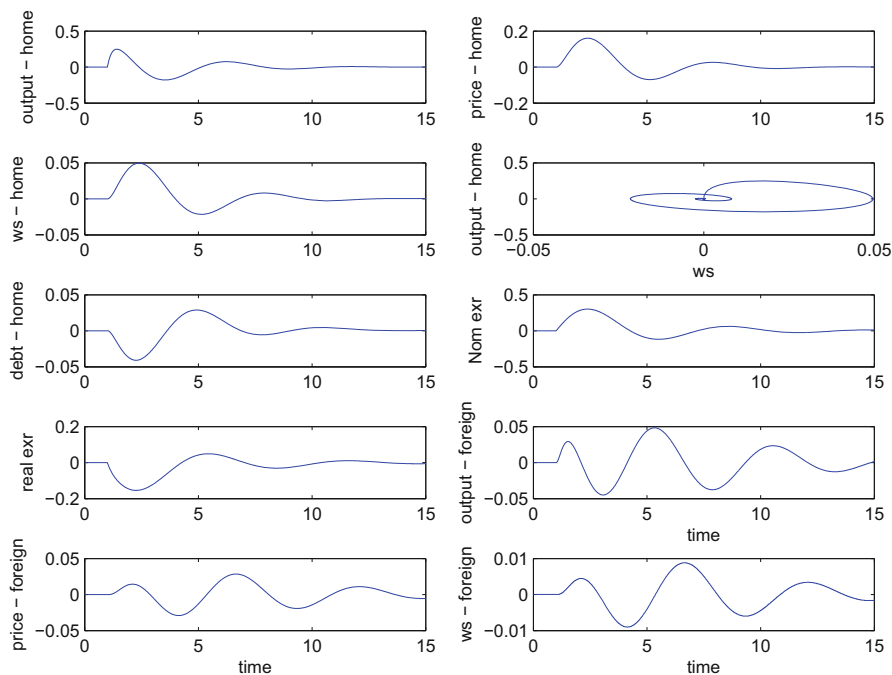 output − home
0.5
0
−0.5
0 5 10 15
price − home
0.2
0
−0.2
0 5 10 15
ws − home
0.05
0
−0.05
0 5 10 15
output − home
0.5
0
0.5
−0.05 0 0.05
ws
debt − home
0.05
0
−0.05
0 5 10 15
Nom exr
0.5
0
−0.5
0 5 10 15
real exr
0.2
0
−0.2
0 5 10 15
output − foreign
0.05
0
−0.05
0 5 10 15
time
price − foreign
0.05
0
−0.05
0 5 10 15
time
ws − foreign
0.01
0
−0.01
0 5 10 15
time